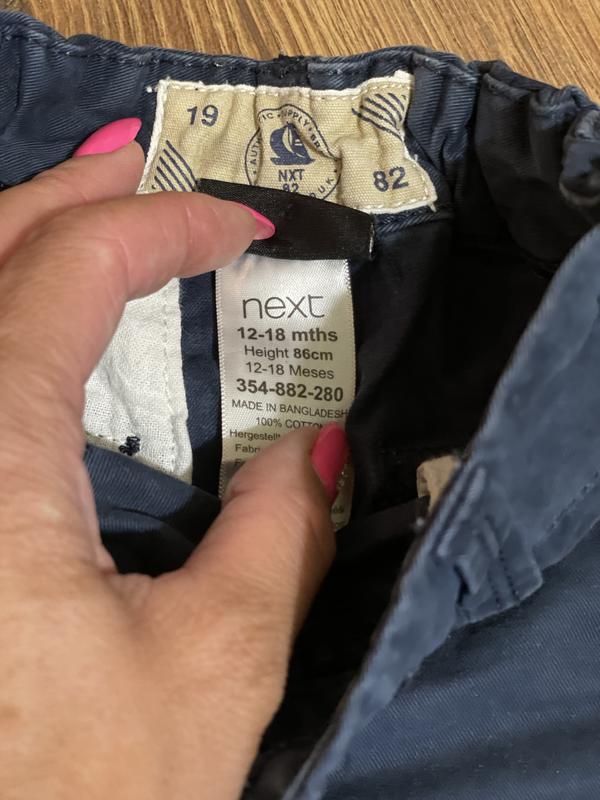 19
NXT
82
82
next
12-18 mths
Height 86cm
12-18 Meses
354-882-280
MADE IN BANGLADESH
100% COTTON
Hergestellt